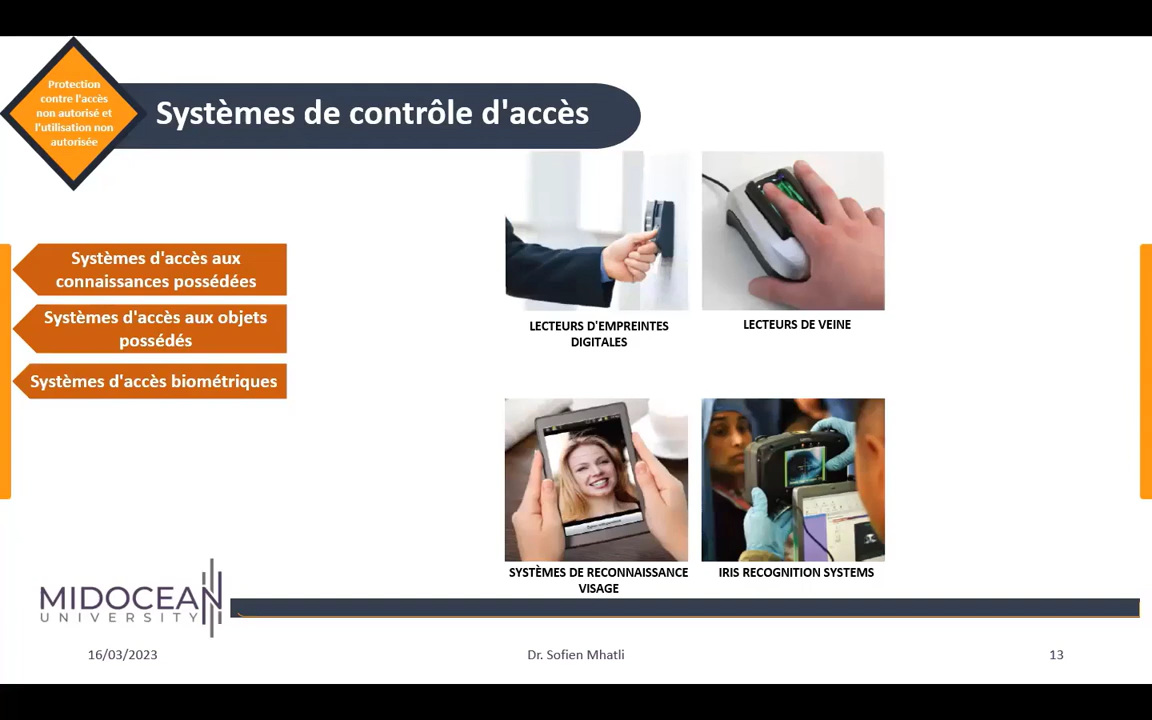 Protection
contre l'accès
non autorisé et
l'utilisation non
autorisée
Systèmes de contrôle d'accès
Systèmes d'accès aux
connaissances possédées
Systèmes d'accès aux objets
possédés
Systèmes d'accès biométriques
LECTEURS D'EMPREINTES
DIGITALES
LECTEURS DE VEINE
SYSTÈMES DE RECONNAISSANCE
VISAGE
IRIS RECOGNITION SYSTEMS
MIDOCEAN
UNIVERSITY
16/03/2023
Dr. Sofien Mhatli
13